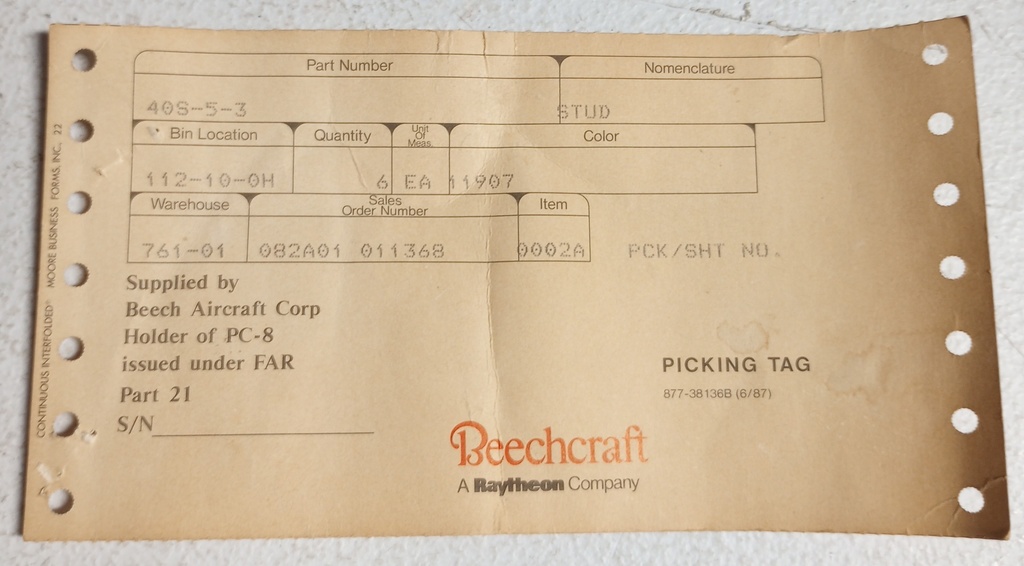 Part Number Nomenclature
40S-5-3 STUD
Bin Location Quantity Unit Of Meas. Color
112-10-0H 6 EA 11907
Warehouse Sales Order Number Item
761-01 082A01 011368 0002A PCK/SHT NO.
Supplied by
Beech Aircraft Corp
Holder of PC-8
issued under FAR
Part 21
S/N
PICKING TAG
877-38136B (6/87)
Beechcraft
A Raytheon Company
CONTINUOUS INTERFOLDED® MOORE BUSINESS FORMS, INC. 22